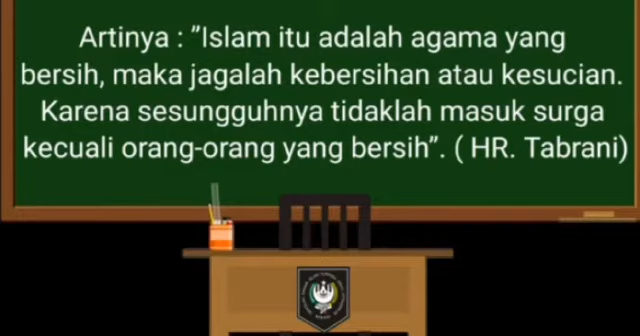 Artinya : ”Islam itu adalah agama yang
bersih, maka jagalah kebersihan atau kesucian.
Karena sesungguhnya tidaklah masuk surga
kecuali orang-orang yang bersih”. ( HR. Tabrani)